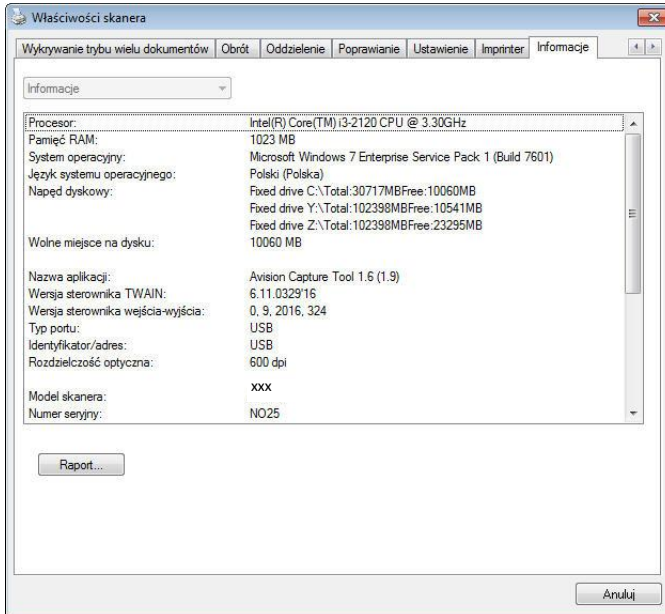 Właściwości skanera
Wykrywanie trybu wielu dokumentów Obrót Oddzielenie Poprawianie Ustawienie Imprinter Informacje
Informacje
Procesor: Intel(R) Core(TM) i3-2120 CPU @ 3.30GHz
Pamięć RAM: 1023 MB
System operacyjny: Microsoft Windows 7 Enterprise Service Pack 1 (Build 7601)
Język systemu operacyjnego: Polski (Polska)
Napęd dyskowy: Fixed drive C:\Total:30717MBFree:10060MB
Fixed drive Y:\Total:102398MBFree:10541MB
Fixed drive Z:\Total:102398MBFree:23295MB
Wolne miejsce na dysku: 10060 MB
Nazwa aplikacji: Avision Capture Tool 1.6 (1.9)
Wersja sterownika TWAIN: 6.11.0329'16
Wersja sterownika wejścia-wyjścia: 0, 9, 2016, 324
Typ portu: USB
Identyfikator/adres: USB
Rozdzielczość optyczna: 600 dpi
Model skanera: xxx
Numer seryjny: NO25
Raport...
Anuluj